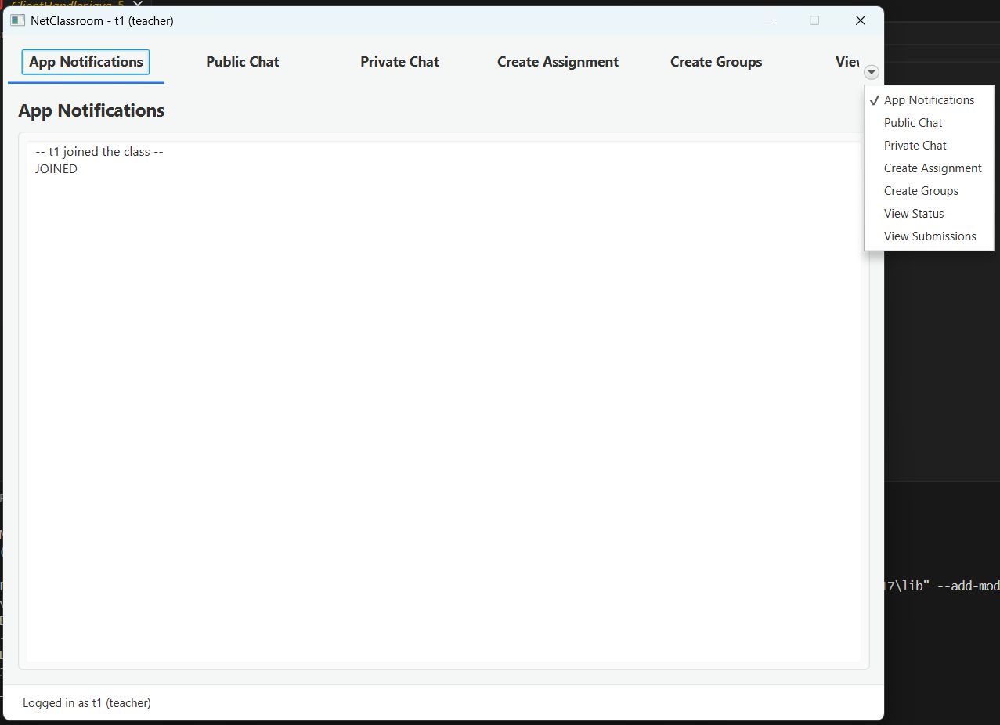 ClientHandler.java 5
NetClassroom - t1 (teacher)
App Notifications
Public Chat
Private Chat
Create Assignment
Create Groups
App Notifications
-- t1 joined the class --
JOINED
App Notifications
Public Chat
Private Chat
Create Assignment
Create Groups
View Status
View Submissions
17\lib" --add-mod
Logged in as t1 (teacher)